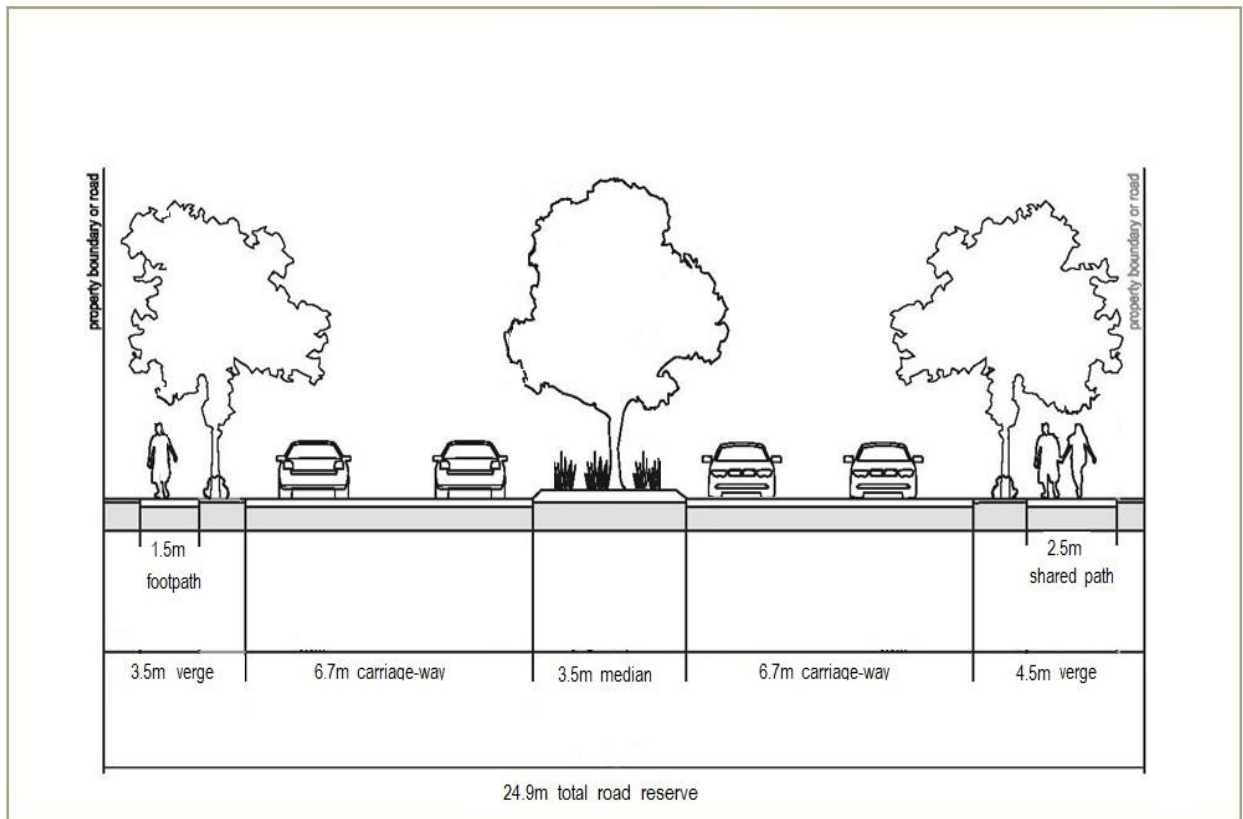 property boundary or road
property boundary or road
1.5m
footpath
2.5m
shared path
3.5m verge
6.7m carriage-way
3.5m median
6.7m carriage-way
4.5m verge
24.9m total road reserve